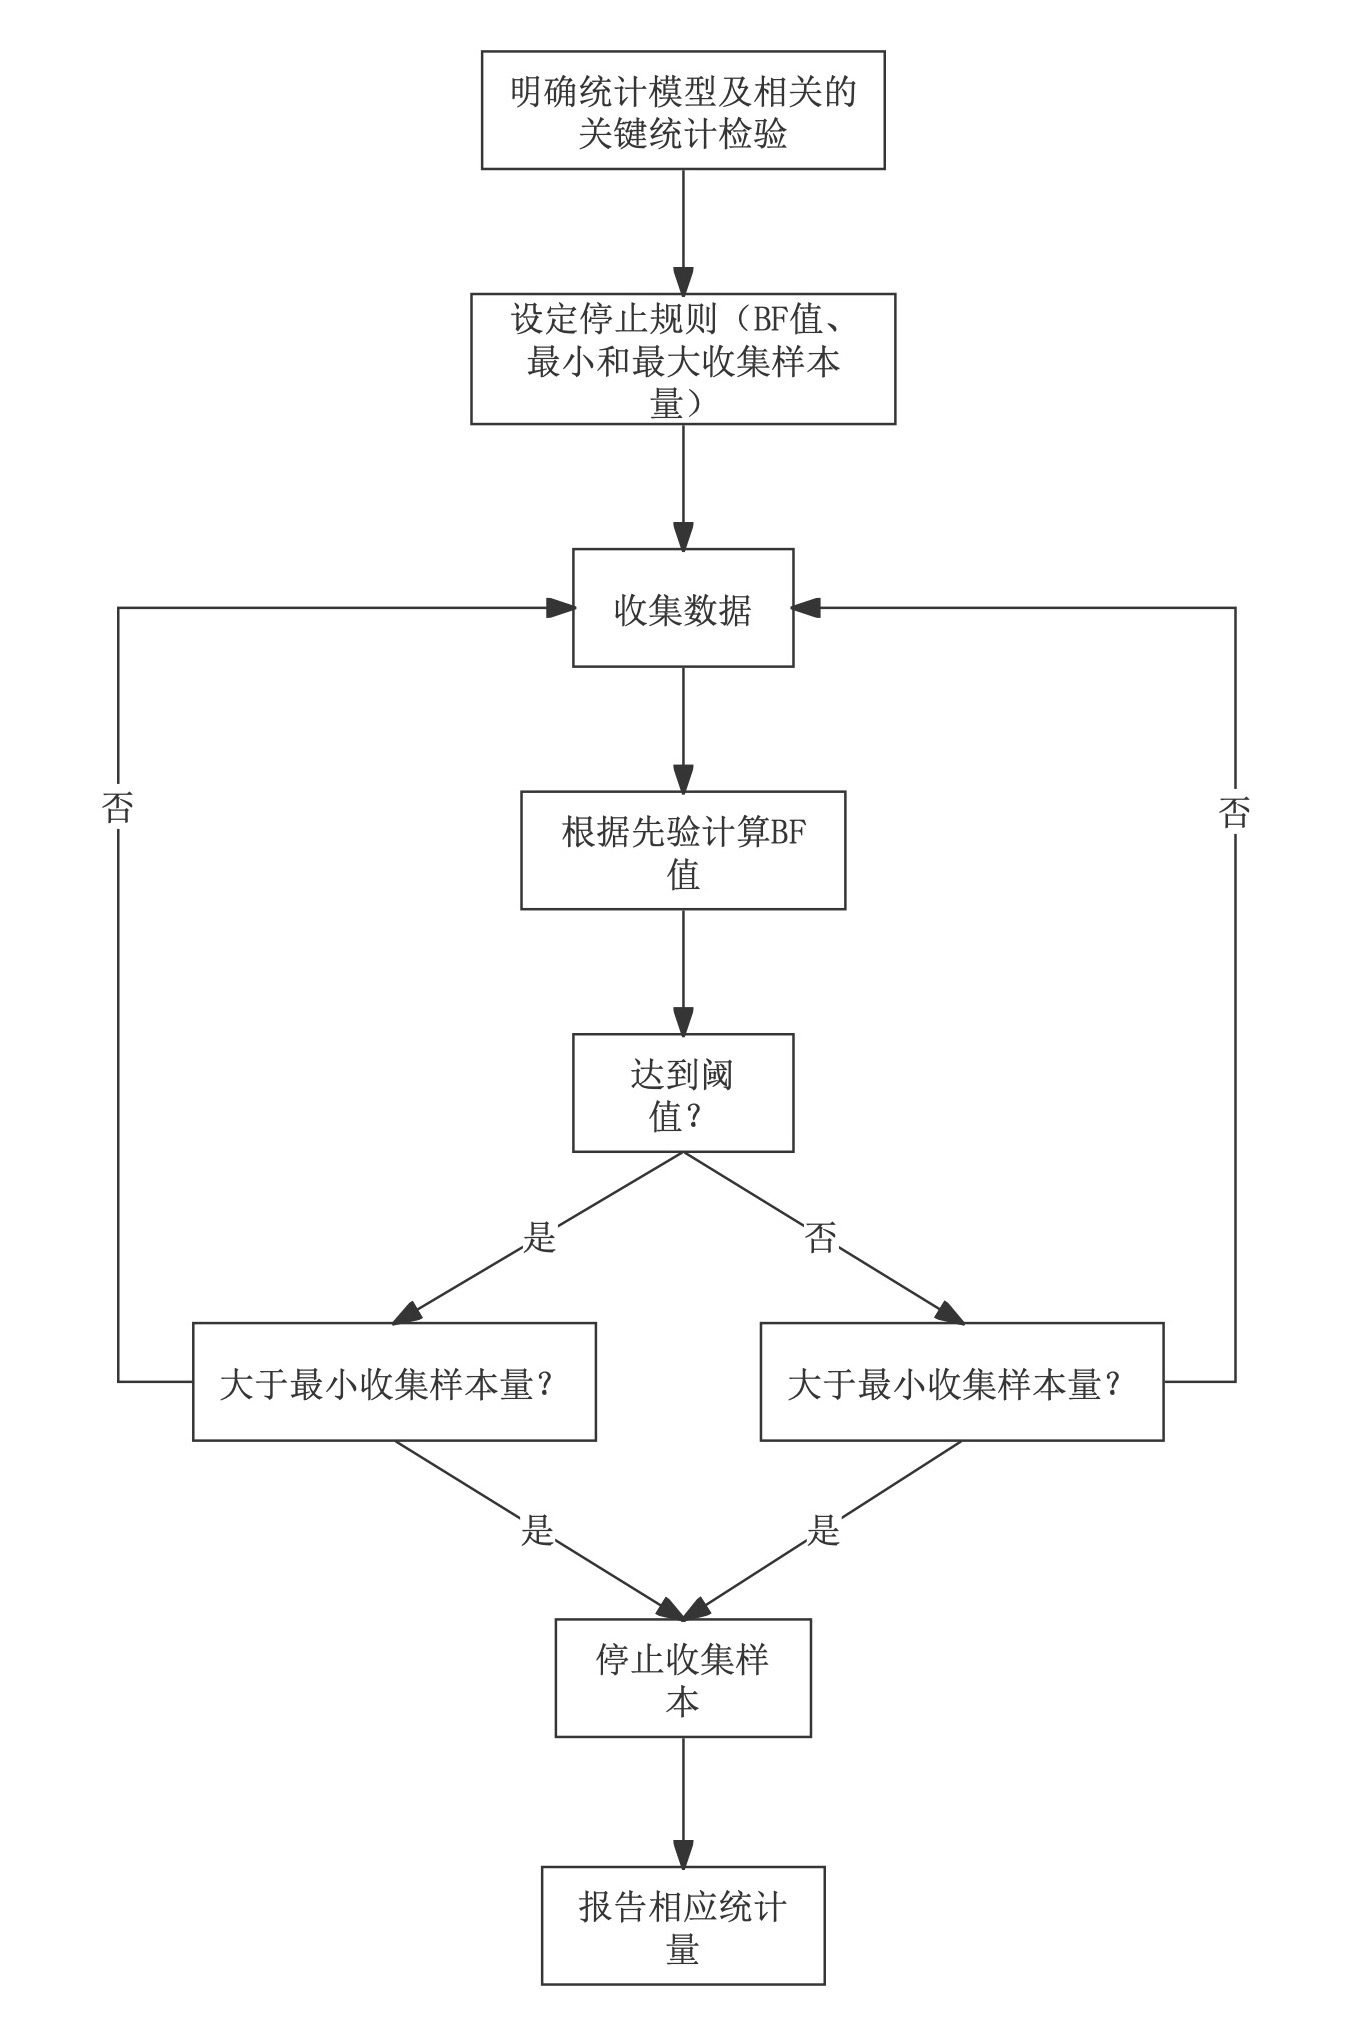 明确统计模型及相关的
关键统计检验
设定停止规则（BF值、
最小和最大收集样本
量）
收集数据
否
否
根据先验计算BF
值
达到阈
值？
是
否
大于最小收集样本量？
大于最小收集样本量？
是
是
停止收集样
本
报告相应统计
量